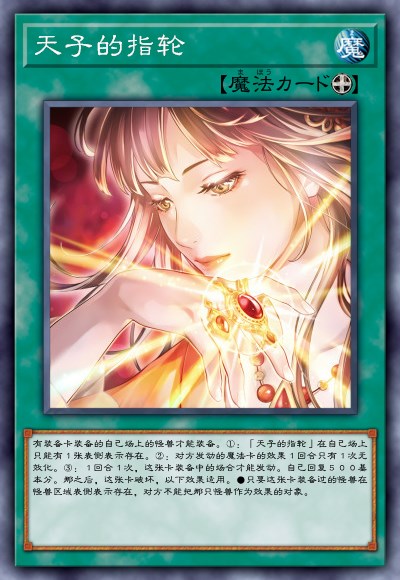 天子的指轮
魔
【魔法カード】
ま ほう
有装备卡装备的自己场上的怪兽才能装备。①：「天子的指轮」在自己场上
只能有1张表侧表示存在。②：对方发动的魔法卡的效果1回合只有1次无
效化。③：1回合1次，这张卡装备中的场合才能发动。自己回复500基
本分。那之后，这张卡破坏，以下效果适用。●只要这张卡装备过的怪兽在
怪兽区域表侧表示存在，对方不能把那只怪兽作为效果的对象。